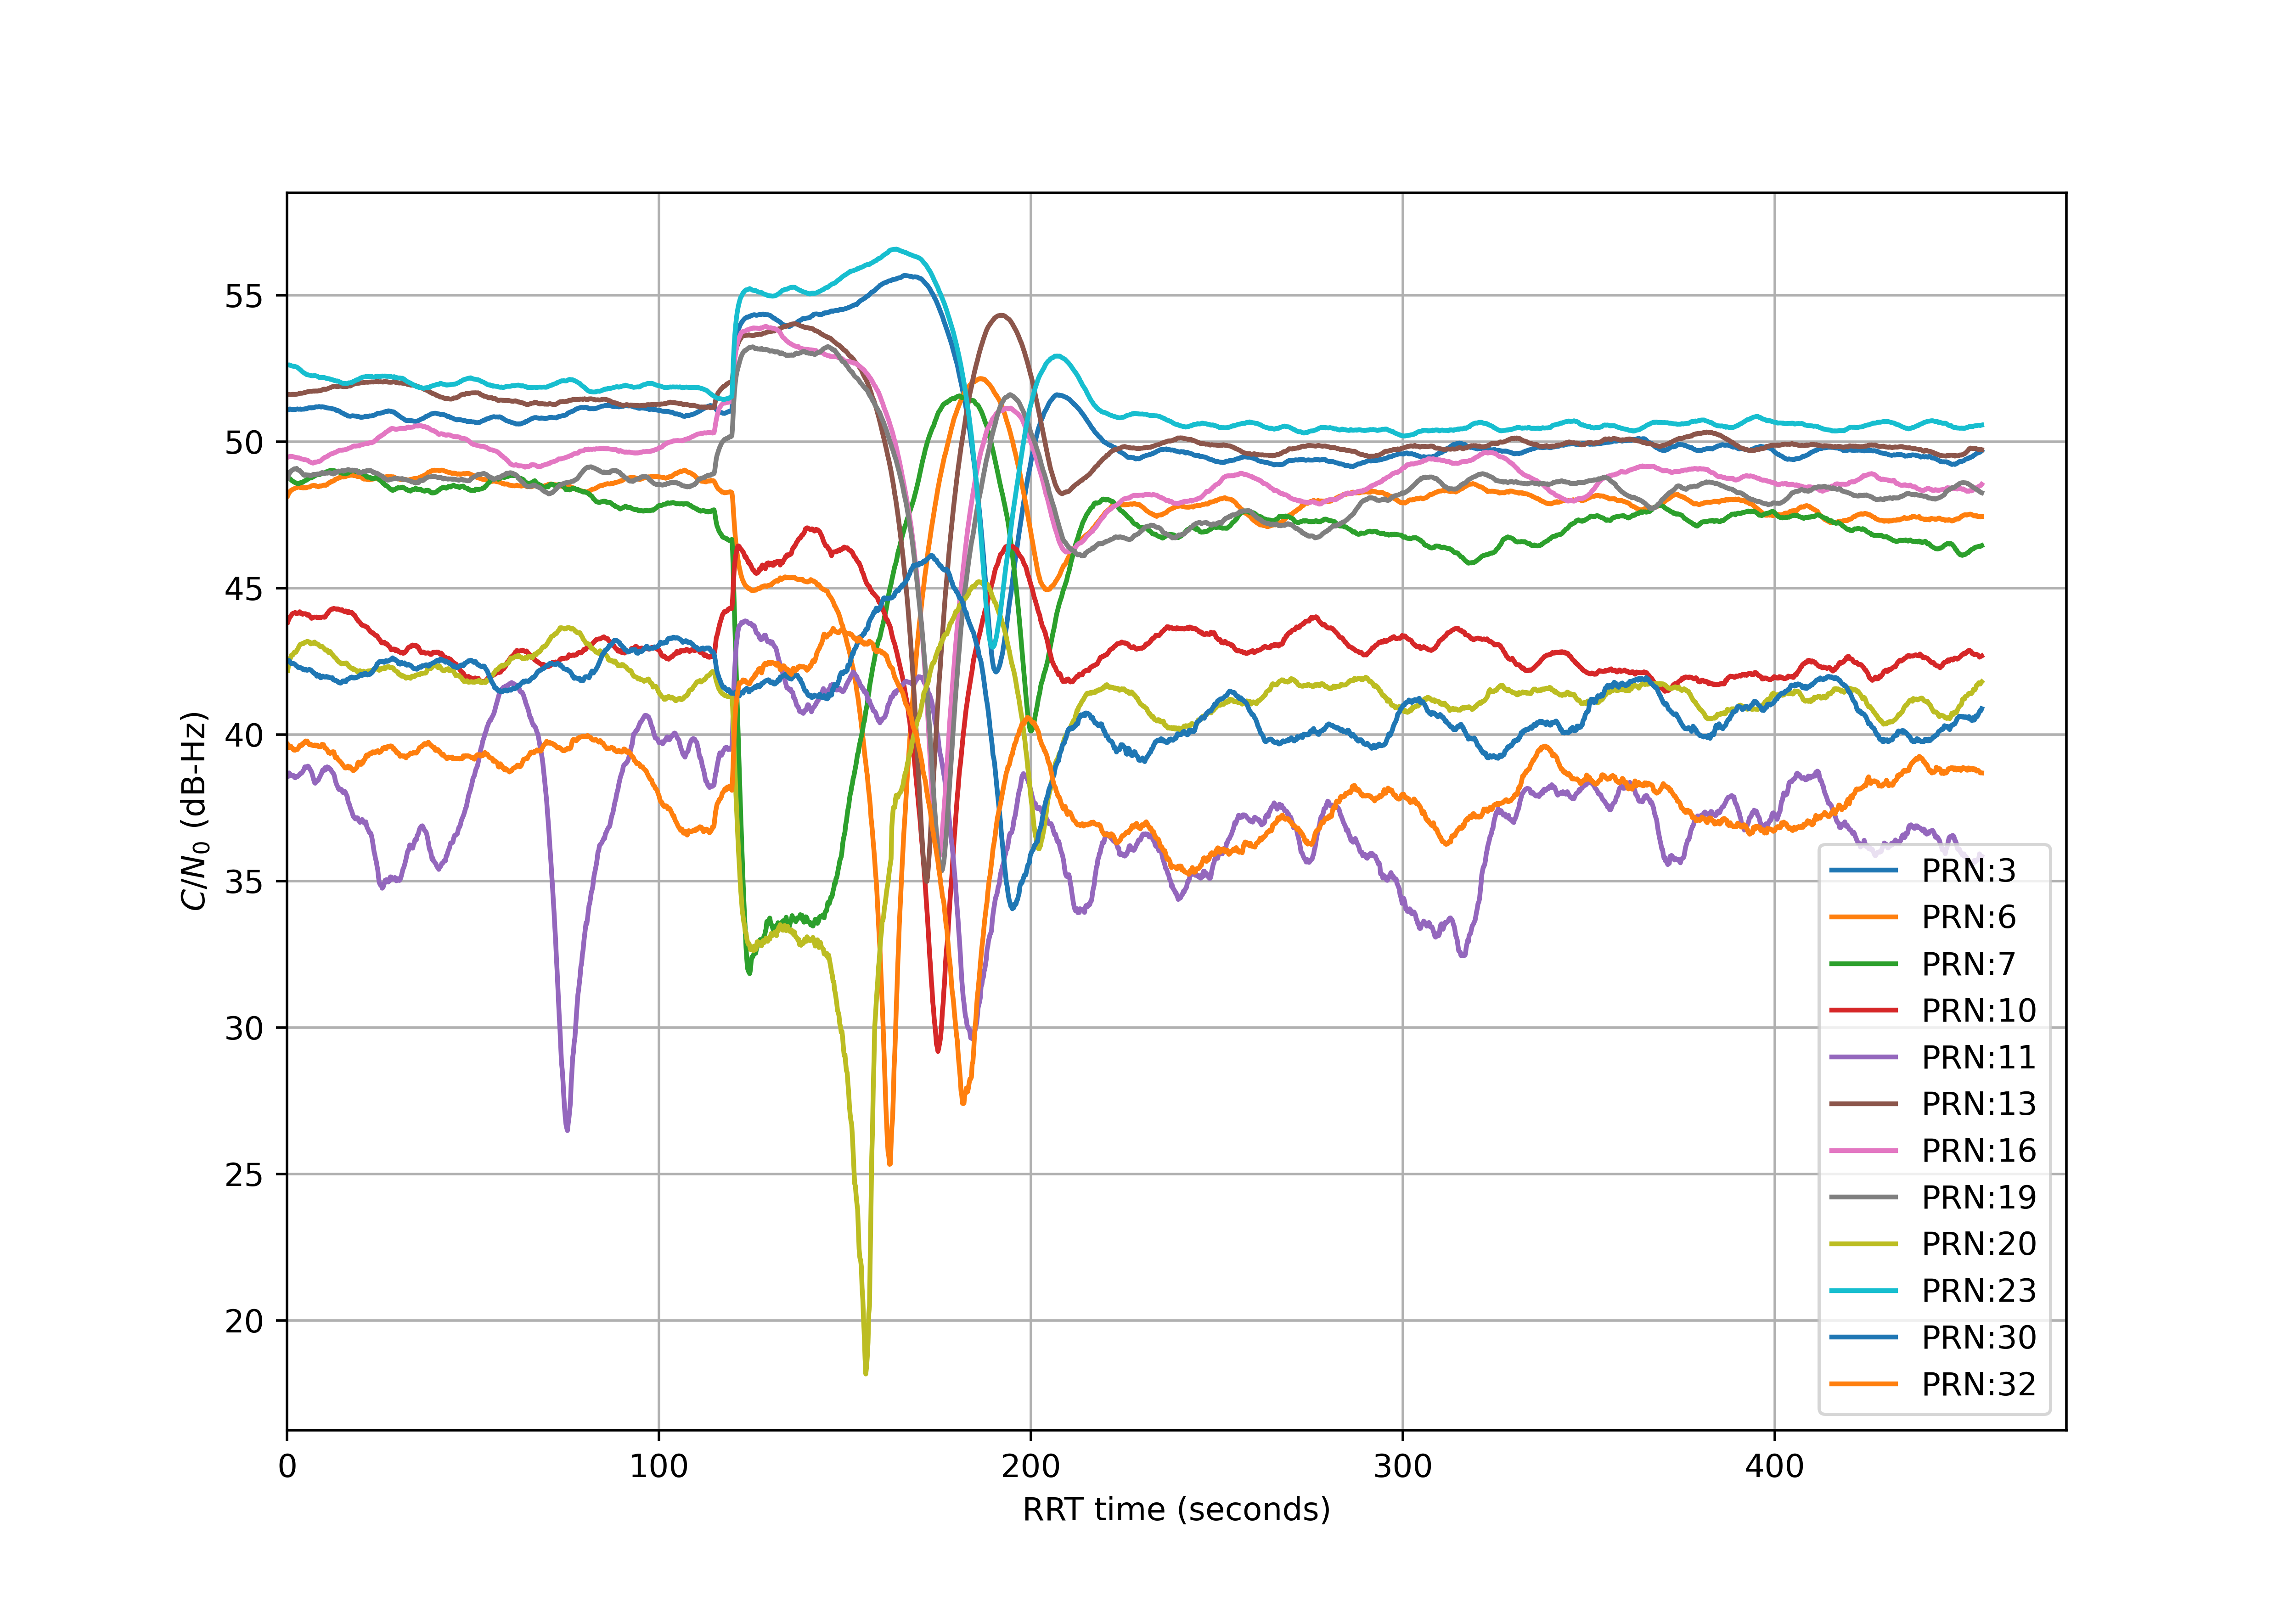 55
50
45
40
35
30
25
20
C/N₀ (dB-Hz)
0 100 200 300 400
RRT time (seconds)
PRN:3
PRN:6
PRN:7
PRN:10
PRN:11
PRN:13
PRN:16
PRN:19
PRN:20
PRN:23
PRN:30
PRN:32